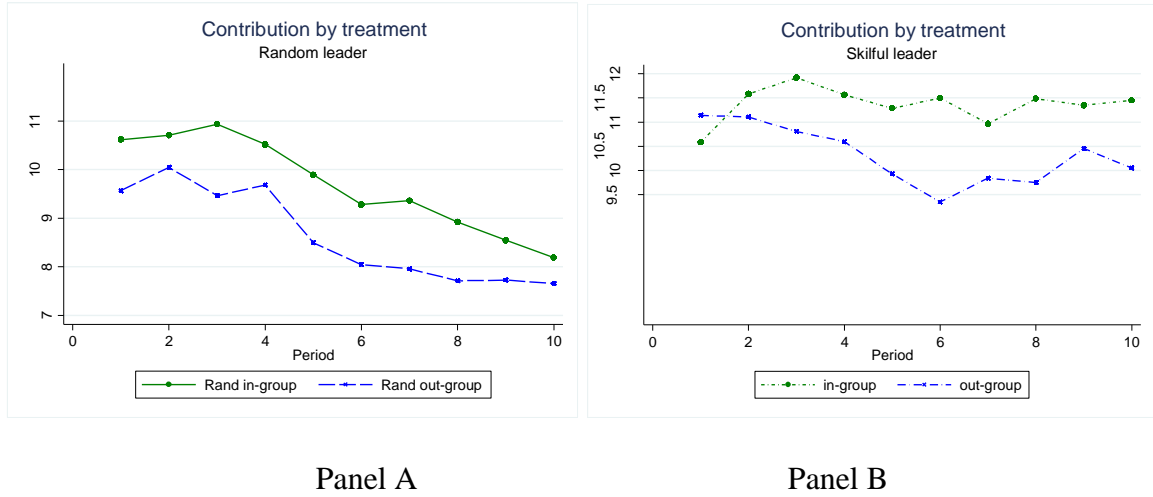 Contribution by treatment
Random leader
11
10
9
8
7
0 2 4 6 8 10
Period
Rand in-group Rand out-group
Contribution by treatment
Skilful leader
12
11.5
11
10.5
10
9.5
0 2 4 6 8 10
Period
in-group out-group
Panel A Panel B